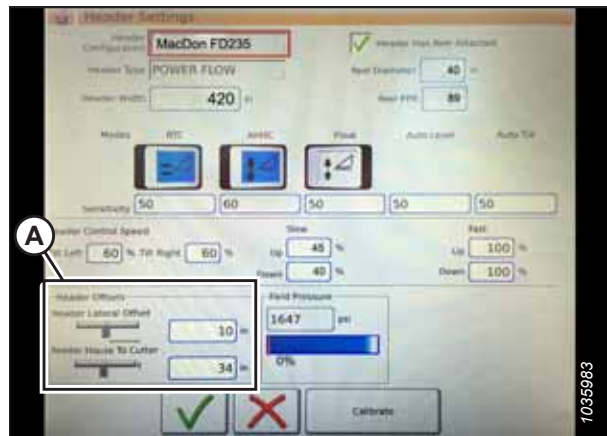 Header Settings
Header Configuration MacDon FD235
Header Has Reel Attached
Header Type POWER FLOW
Reel Diameter 40 in
Header Width 420 in
Reel PPR 89
Modes RTC AHHC Float Auto Level Auto Tilt
Sensitivity 50 60 50 50 50
A
Header Control Speed
Tilt Left 60 % Tilt Right 60 %
Slow
Up 45 %
Down 40 %
Fast
Up 100 %
Down 100 %
Header Offsets
Header Lateral Offset
10 in
Feeder House To Cutter
34 in
Field Pressure
1647 psi
0%
Calibrate
1035983